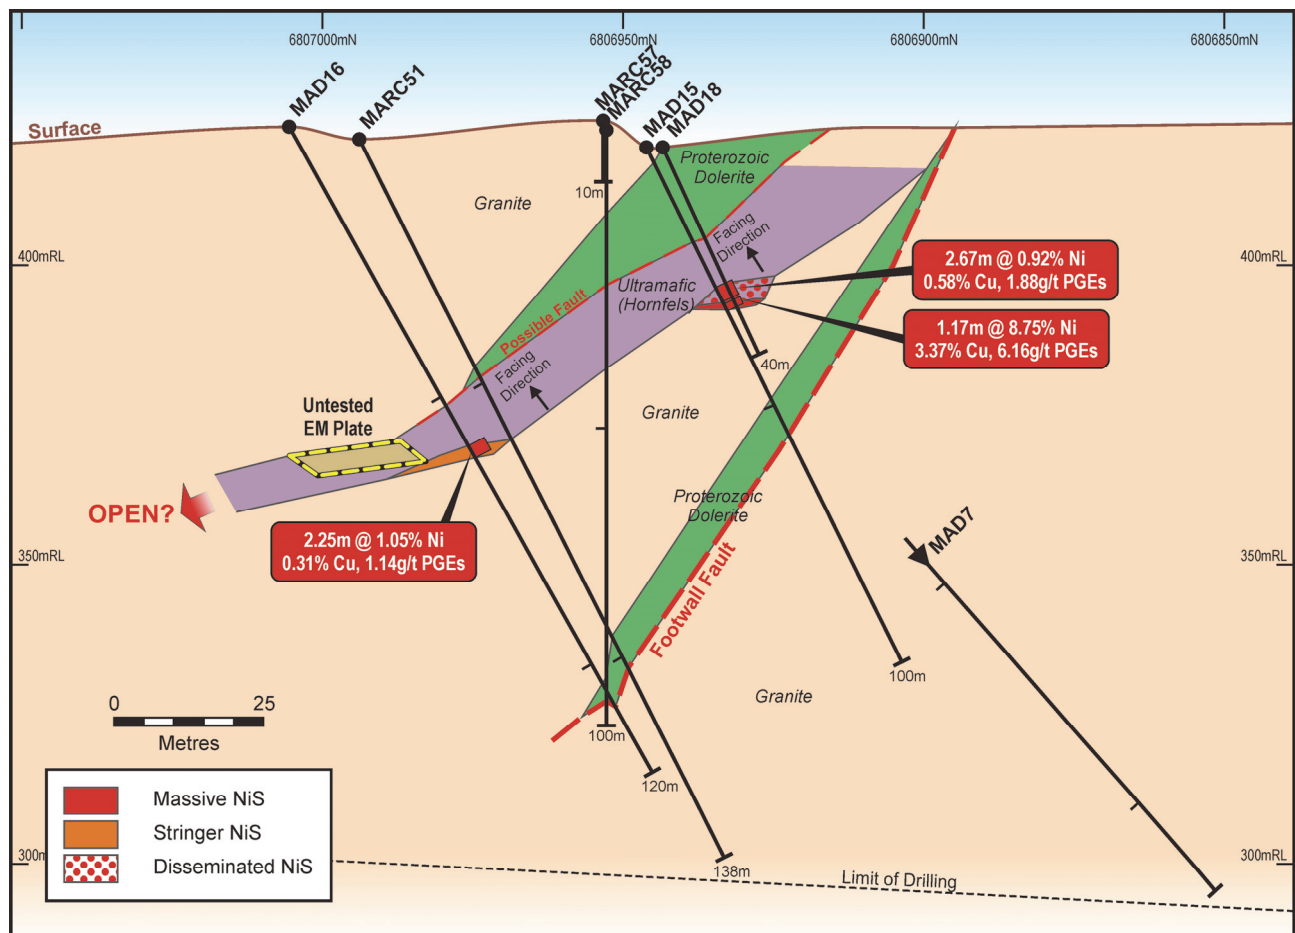 6807000mN
6806950mN
6806900mN
6806850mN
MAD16
MARC51
MARC57
MARC58
MAD15
MAD18
Surface
Proterozoic
Dolerite
10m
Granite
Facing
Direction
400mRL
400mRL
2.67m @ 0.92% Ni
0.58% Cu, 1.88g/t PGEs
Ultramafic
(Hornfels)
Possible Fault
1.17m @ 8.75% Ni
3.37% Cu, 6.16g/t PGEs
40m
Facing
Direction
Untested
EM Plate
Granite
OPEN?
Proterozoic
Dolerite
2.25m @ 1.05% Ni
0.31% Cu, 1.14g/t PGEs
MAD7
350mRL
350mRL
Footwall Fault
100m
Granite
0
25
Metres
100m
120m
138m
Massive NiS
Stringer NiS
Disseminated NiS
300m
300mRL
Limit of Drilling